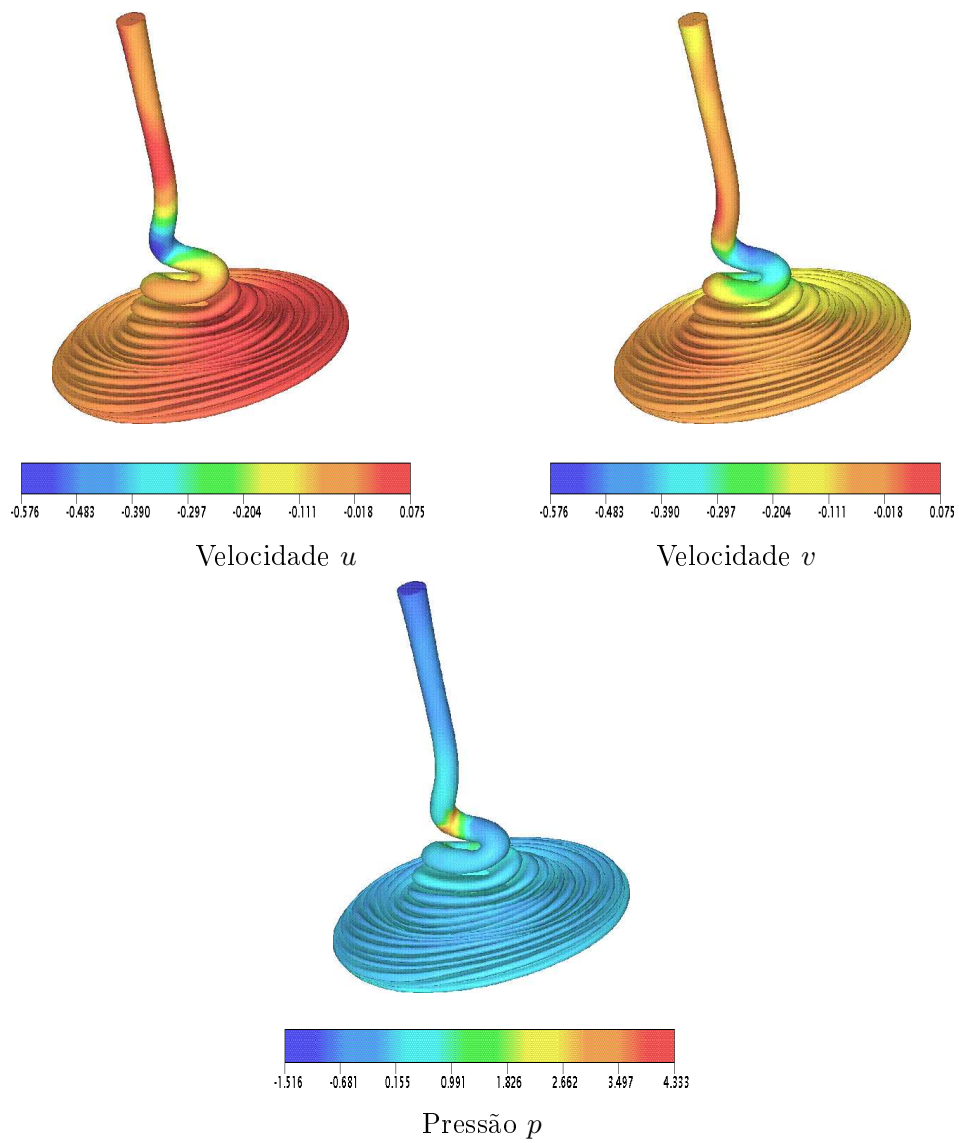 -0.576 -0.483 -0.390 -0.297 -0.204 -0.111 -0.018 0.075
Velocidade u
-0.576 -0.483 -0.390 -0.297 -0.204 -0.111 -0.018 0.075
Velocidade v
-1.516 -0.681 0.155 0.991 1.826 2.662 3.497 4.333
Pressão p